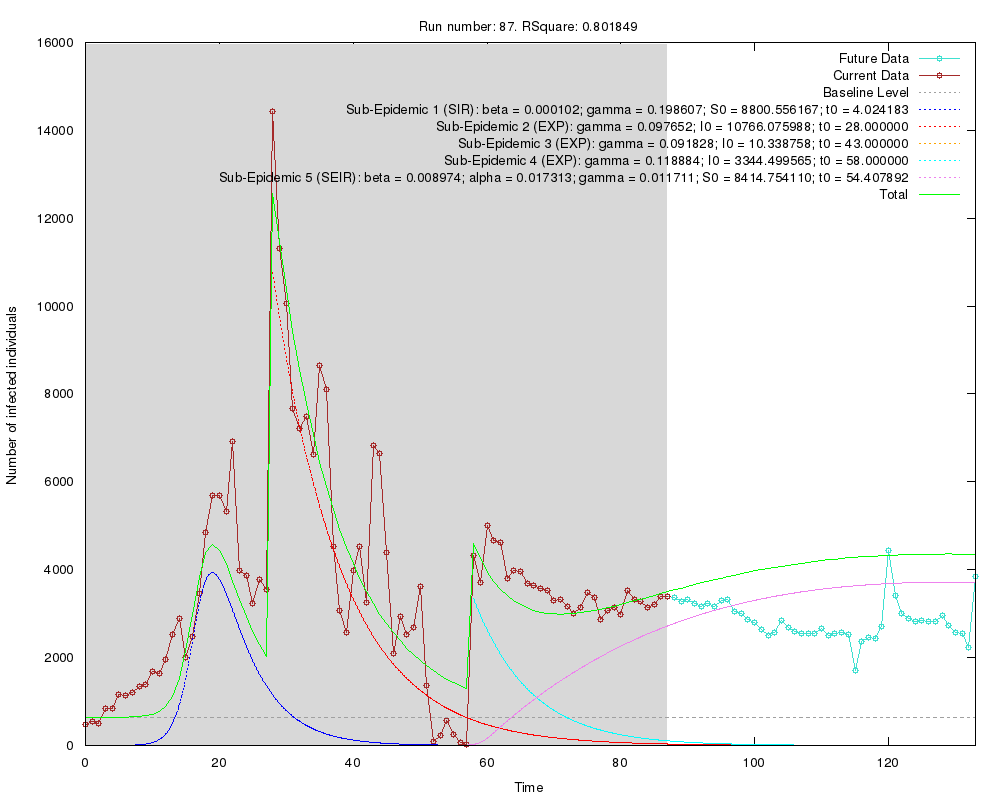 Run number: 87. RSquare: 0.801849
16000
14000
12000
10000
8000
6000
4000
2000
0
Number of infected individuals
Future Data
Current Data
Baseline Level
Sub-Epidemic 1 (SIR): beta = 0.000102; gamma = 0.198607; S0 = 8800.556167; t0 = 4.024183
Sub-Epidemic 2 (EXP): gamma = 0.097652; I0 = 10766.075988; t0 = 28.000000
Sub-Epidemic 3 (EXP): gamma = 0.091828; I0 = 10.338758; t0 = 43.000000
Sub-Epidemic 4 (EXP): gamma = 0.118884; I0 = 3344.499565; t0 = 58.000000
Sub-Epidemic 5 (SEIR): beta = 0.008974; alpha = 0.017313; gamma = 0.011711; S0 = 8414.754110; t0 = 54.407892
Total
0 20 40 60 80 100 120
Time